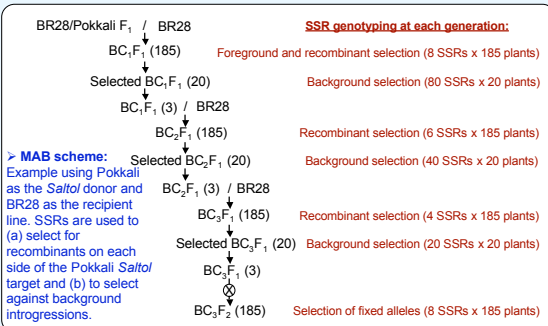 BR28/Pokkali F₁ / BR28
SSR genotyping at each generation:
BC₁F₁ (185)
Foreground and recombinant selection (8 SSRs x 185 plants)
Selected BC₁F₁ (20)
Background selection (80 SSRs x 20 plants)
BC₁F₁ (3) / BR28
BC₂F₁ (185)
Recombinant selection (6 SSRs x 185 plants)
Selected BC₂F₁ (20)
Background selection (40 SSRs x 20 plants)
BC₂F₁ (3) / BR28
BC₃F₁ (185)
Recombinant selection (4 SSRs x 185 plants)
Selected BC₃F₁ (20)
Background selection (20 SSRs x 20 plants)
BC₃F₁ (3)
BC₃F₂ (185)
Selection of fixed alleles (8 SSRs x 185 plants)
➢ MAB scheme:
Example using Pokkali
as the Saltol donor and
BR28 as the recipient
line. SSRs are used to
(a) select for
recombinants on each
side of the Pokkali Saltol
target and (b) to select
against background
introgressions.